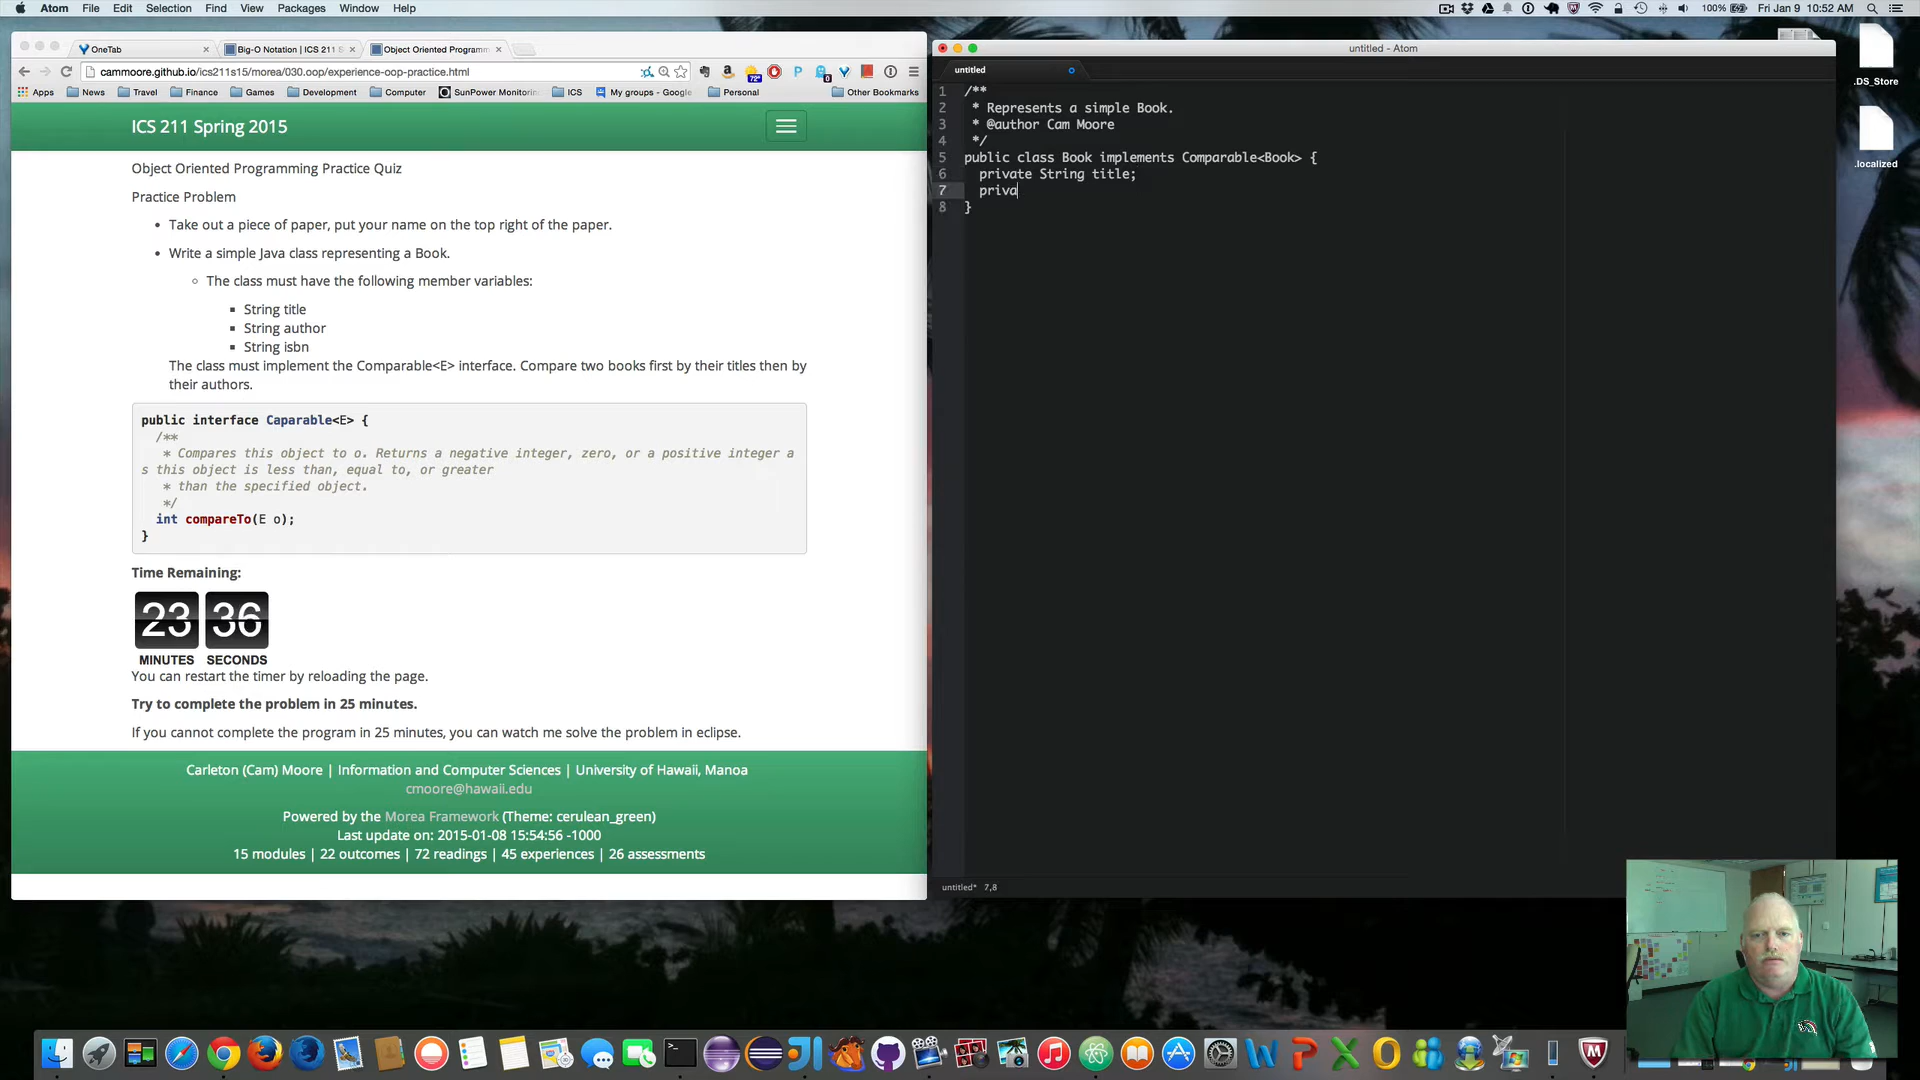 Atom File Edit View Selection Find Packages Window Help
100% Fri Jan 9 10:52 AM
OneTab
Big-O Notation | ICS 211 S
Object Oriented Programm
cammoore.github.io/ics211s15/morea/030.oop/experience-oop-practice.html
Apps News Travel Finance Games Development Computer SunPower Monitorin ICS My groups - Google Personal Other Bookmarks
ICS 211 Spring 2015
Object Oriented Programming Practice Quiz
Practice Problem
Take out a piece of paper, put your name on the top right of the paper.
Write a simple Java class representing a Book.
The class must have the following member variables:
String title
String author
String isbn
The class must implement the Comparable<E> interface. Compare two books first by their titles then by
their authors.
public interface Caparable<E> {
/**
* Compares this object to o. Returns a negative integer, zero, or a positive integer a
s this object is less than, equal to, or greater
* than the specified object.
*/
int compareTo(E o);
}
Time Remaining:
23 36
MINUTES SECONDS
You can restart the timer by reloading the page.
Try to complete the problem in 25 minutes.
If you cannot complete the program in 25 minutes, you can watch me solve the problem in eclipse.
Carleton (Cam) Moore | Information and Computer Sciences | University of Hawaii, Manoa
cmoore@hawaii.edu
Powered by the Morea Framework (Theme: cerulean_green)
Last update on: 2015-01-08 15:54:56 -1000
15 modules | 22 outcomes | 72 readings | 45 experiences | 26 assessments
untitled - Atom
untitled
1 /**
2 * Represents a simple Book.
3 * @author Cam Moore
4 */
5 public class Book implements Comparable<Book> {
6 private String title;
7 priva
8 }
untitled* 7,8
.DS_Store
.localized